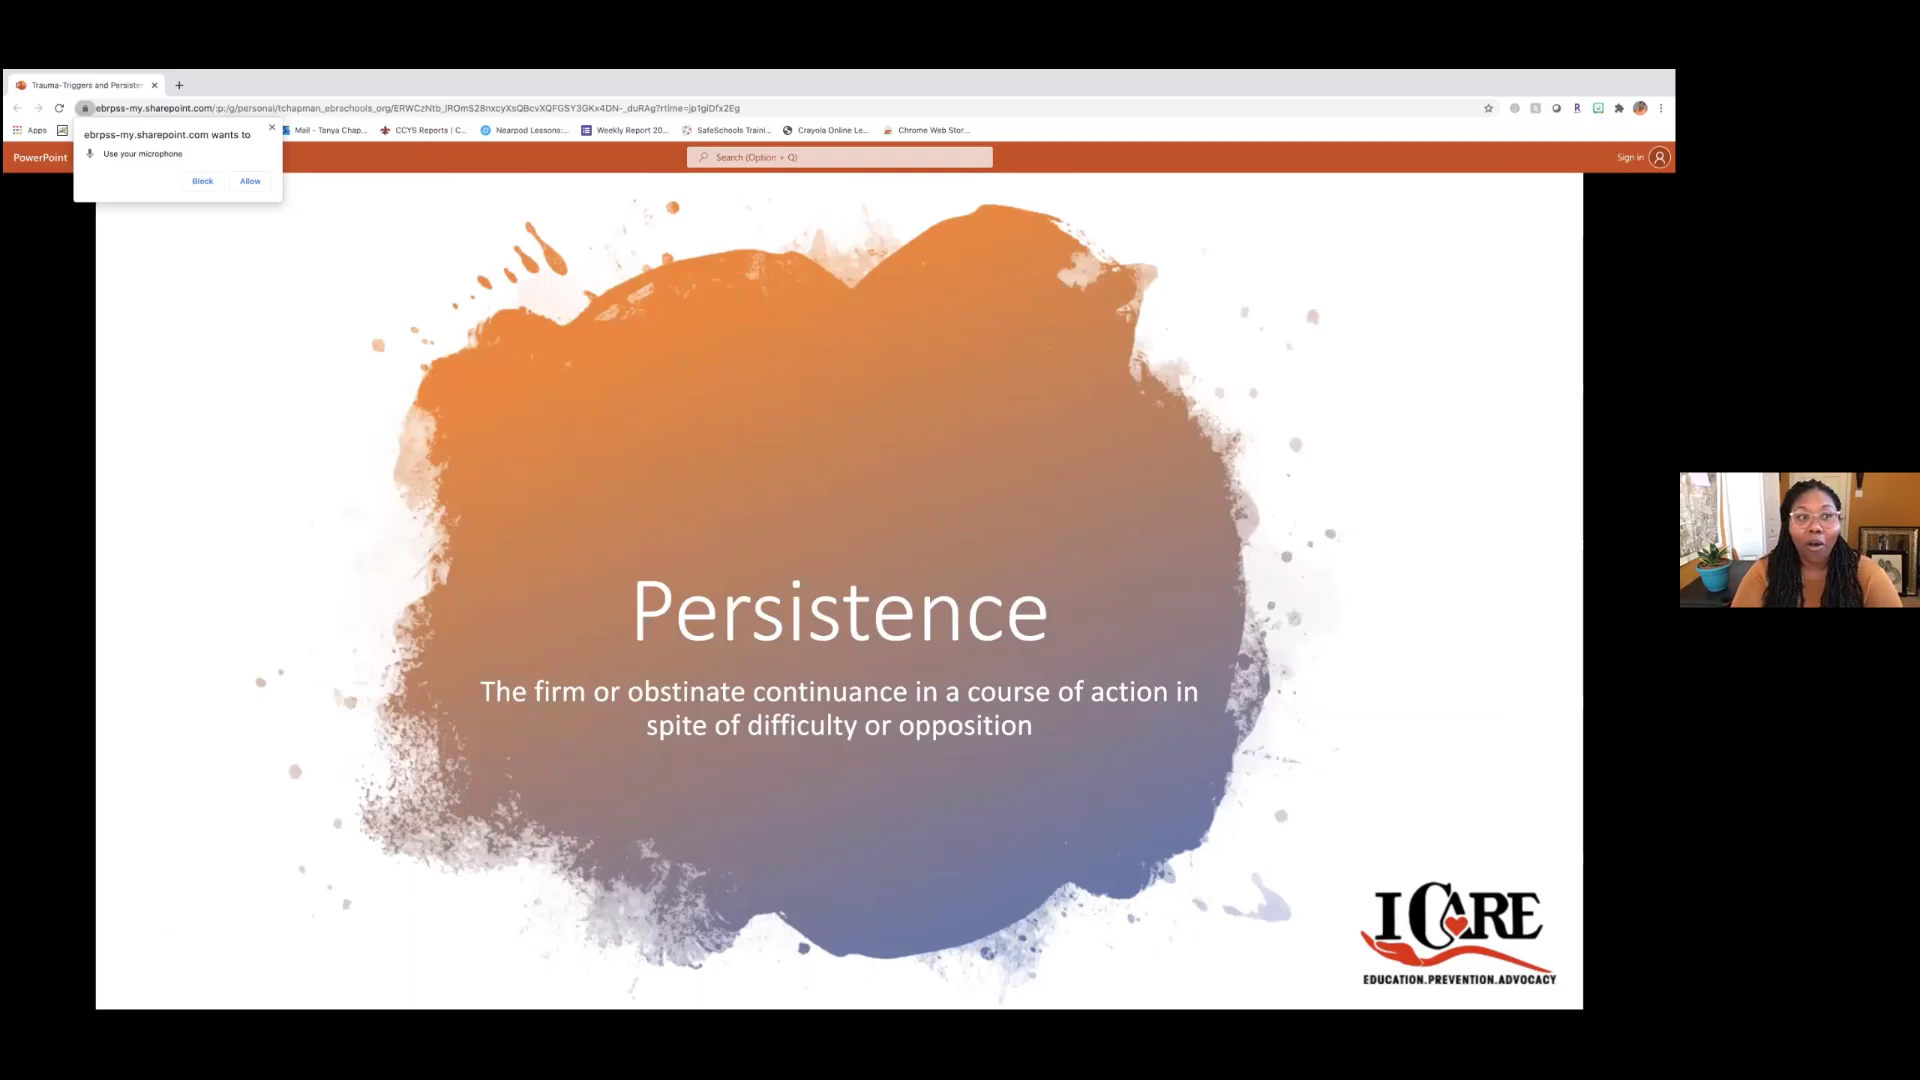 Trauma-Triggers and Persister
ebrpss-my.sharepoint.com/:p:/g/personal/tchapman_ebrschools_org/ERWCzNtb_lROmS28nxcyXsQBcvXQFGSY3GKx4DN-_duRAg?rtime=jp1giDfx2Eg
Apps
Mail - Tanya Chap...
CCYS Reports | C...
Nearpod Lessons:...
Weekly Report 20...
SafeSchools Traini...
Crayola Online Le...
Chrome Web Stor...
ebrpss-my.sharepoint.com wants to
Use your microphone
Block
Allow
PowerPoint
Search (Option + Q)
Sign in
Persistence
The firm or obstinate continuance in a course of action in
spite of difficulty or opposition
I CARE
EDUCATION.PREVENTION.ADVOCACY